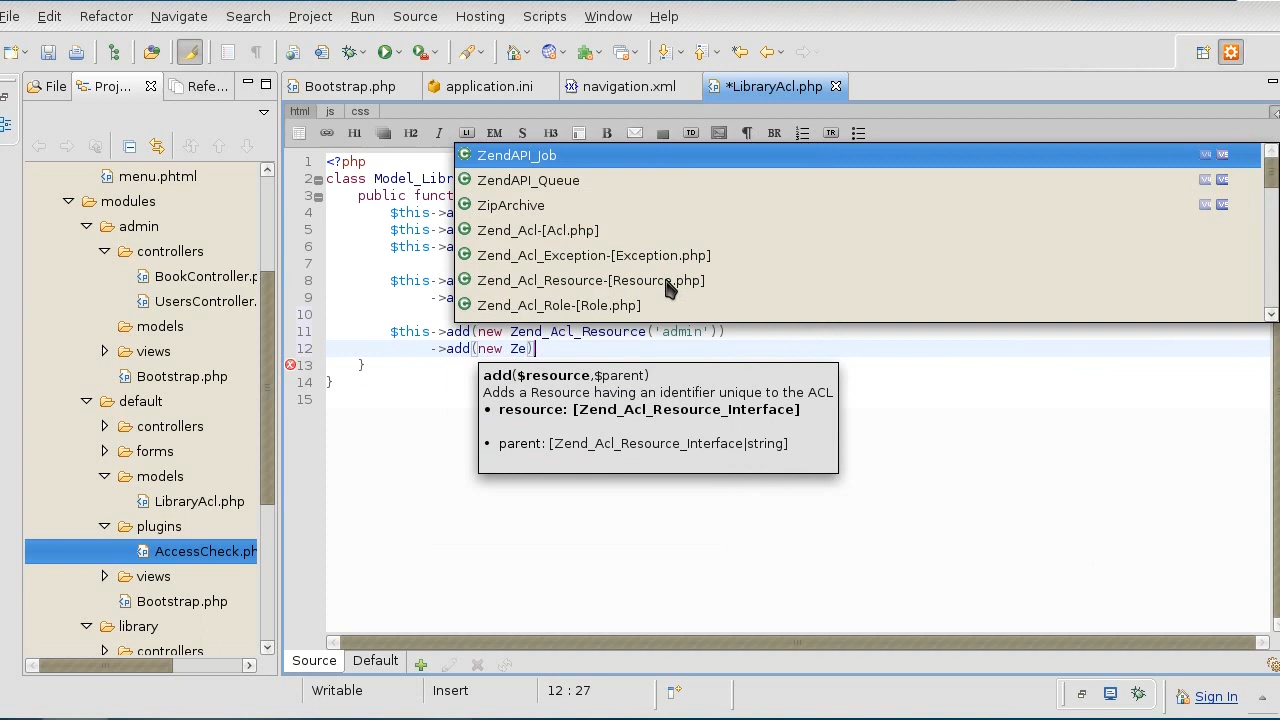 File Edit Refactor Navigate Search Project Run Source Hosting Scripts Window Help
File Proj... Refe...
Bootstrap.php application.ini navigation.xml *LibraryAcl.php
html js css
H1 H2 I LI EM S H3 B TD ¶ BR TR
menu.phtml
modules
admin
controllers
BookController.p
UsersController.
models
views
Bootstrap.php
default
controllers
forms
models
LibraryAcl.php
plugins
AccessCheck.ph
views
Bootstrap.php
library
controllers
1 <?php
2 class Model_Libr
3 public funct
4 $this->a
5 $this->a
6 $this->a
7
8 $this->a
9 ->a
10
11 $this->add(new Zend_Acl_Resource('admin'))
12 ->add(new Ze)
13 }
14 }
15
ZendAPI_Job
ZendAPI_Queue
ZipArchive
Zend_Acl-[Acl.php]
Zend_Acl_Exception-[Exception.php]
Zend_Acl_Resource-[Resource.php]
Zend_Acl_Role-[Role.php]
add($resource,$parent)
Adds a Resource having an identifier unique to the ACL
• resource: [Zend_Acl_Resource_Interface]
• parent: [Zend_Acl_Resource_Interface|string]
Source Default
Writable Insert 12 : 27 Sign In